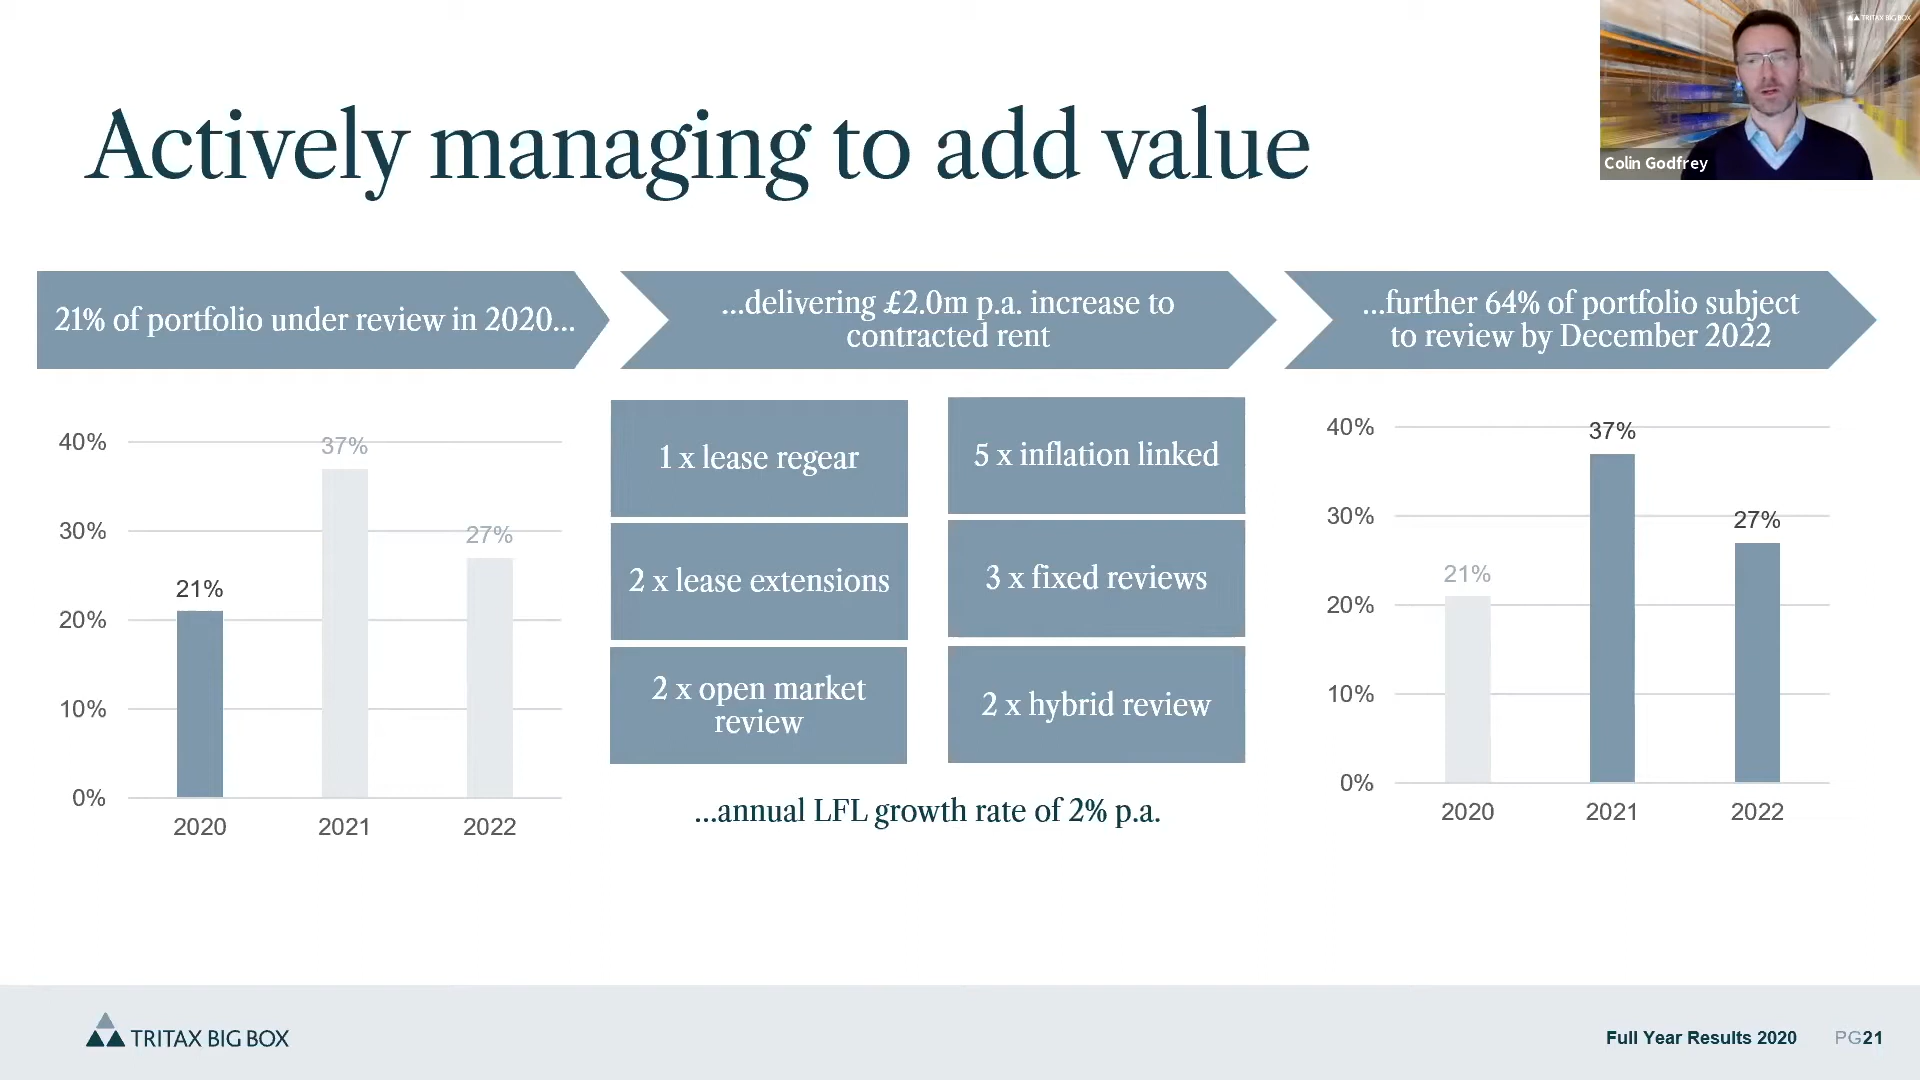 TRITAX BIG BOX
Colin Godfrey
Actively managing to add value
21% of portfolio under review in 2020...
...delivering £2.0m p.a. increase to
contracted rent
...further 64% of portfolio subject
to review by December 2022
40%
30%
20%
10%
0%
21%
37%
27%
2020
2021
2022
1 x lease regear
5 x inflation linked
2 x lease extensions
3 x fixed reviews
2 x open market
review
2 x hybrid review
...annual LFL growth rate of 2% p.a.
40%
30%
20%
10%
0%
21%
37%
27%
2020
2021
2022
TRITAX BIG BOX
Full Year Results 2020
PG21